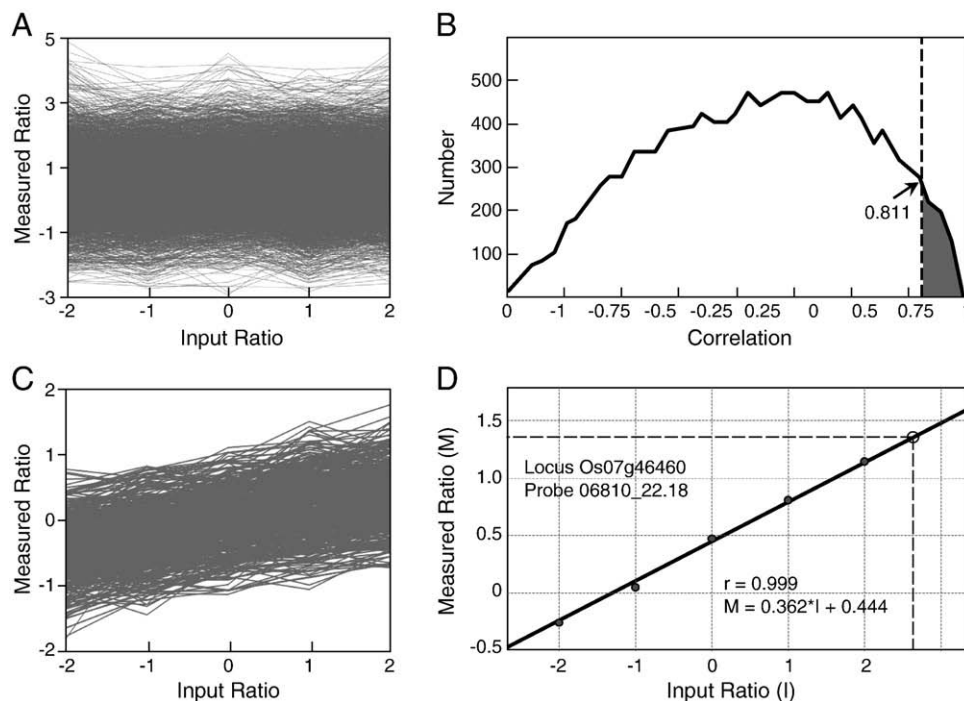 A
Measured Ratio
5
3
1
-1
-3
-2 -1 0 1 2
Input Ratio
B
Number
500
400
300
200
100
0.811
0 -1 -0.75 -0.5 -0.25 0.25 0 0.5 0.75
Correlation
C
Measured Ratio
2
1
0
-1
-2
-2 -1 0 1 2
Input Ratio
D
Measured Ratio (M)
1.5
1.0
0.5
0
-0.5
Locus Os07g46460
Probe 06810_22.18
r = 0.999
M = 0.362*I + 0.444
-2 -1 0 1 2
Input Ratio (I)